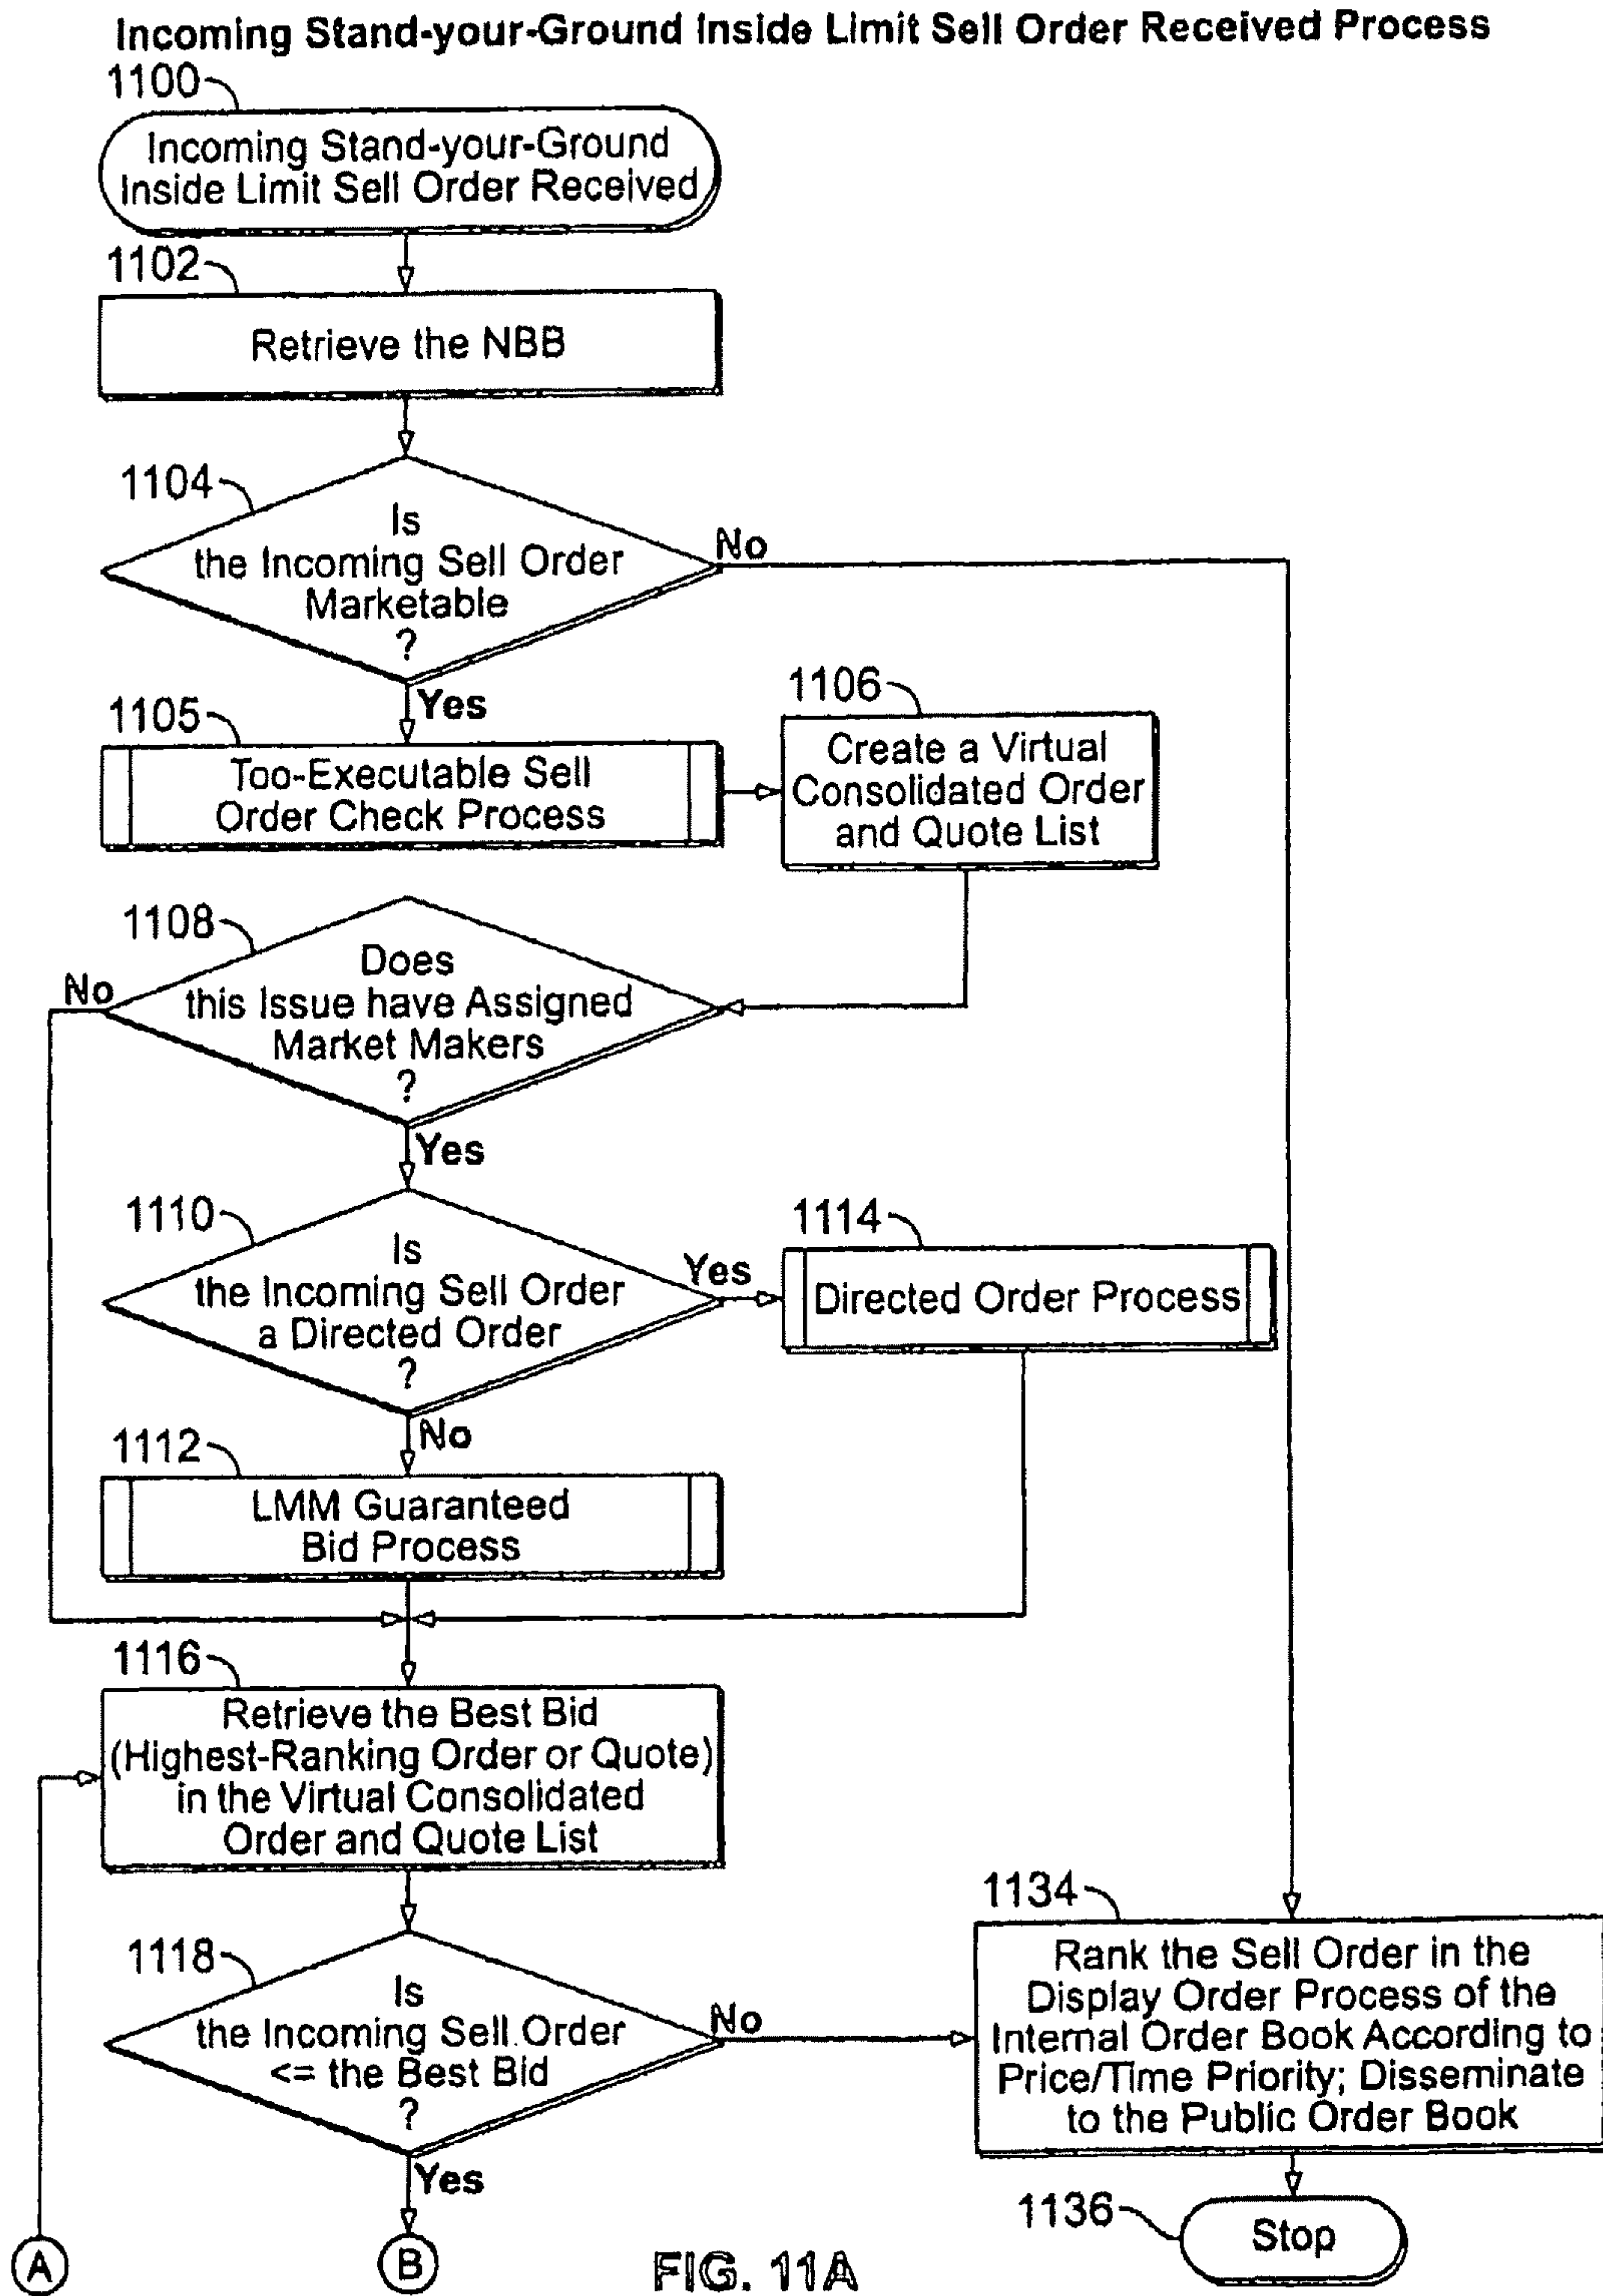 Incoming Stand-your-Ground Inside Limit Sell Order Received Process
1100
Incoming Stand-your-Ground
Inside Limit Sell Order Received
1102
Retrieve the NBB
1104
Is
the Incoming Sell Order
Marketable
?
No
Yes
1105
Too-Executable Sell
Order Check Process
1106
Create a Virtual
Consolidated Order
and Quote List
1108
Does
this Issue have Assigned
Market Makers
?
No
Yes
1110
Is
the Incoming Sell Order
a Directed Order
?
Yes
1114
Directed Order Process
No
1112
LMM Guaranteed
Bid Process
1116
Retrieve the Best Bid
(Highest-Ranking Order or Quote)
in the Virtual Consolidated
Order and Quote List
1118
Is
the Incoming Sell Order
<= the Best Bid
?
No
Yes
1134
Rank the Sell Order in the
Display Order Process of the
Internal Order Book According to
Price/Time Priority; Disseminate
to the Public Order Book
1136
Stop
A
B
FIG. 11A